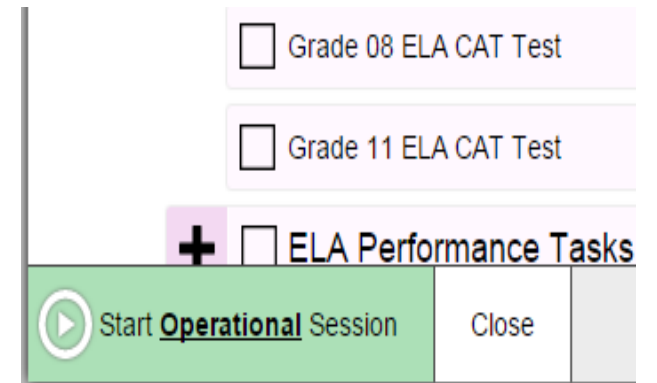 Grade 08 ELA CAT Test
Grade 11 ELA CAT Test
ELA Performance Tasks
Start Operational Session
Close